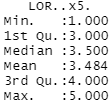 LOR..x5.
Min.   :1.000
1st Qu.:3.000
Median :3.500
Mean   :3.484
3rd Qu.:4.000
Max.   :5.000